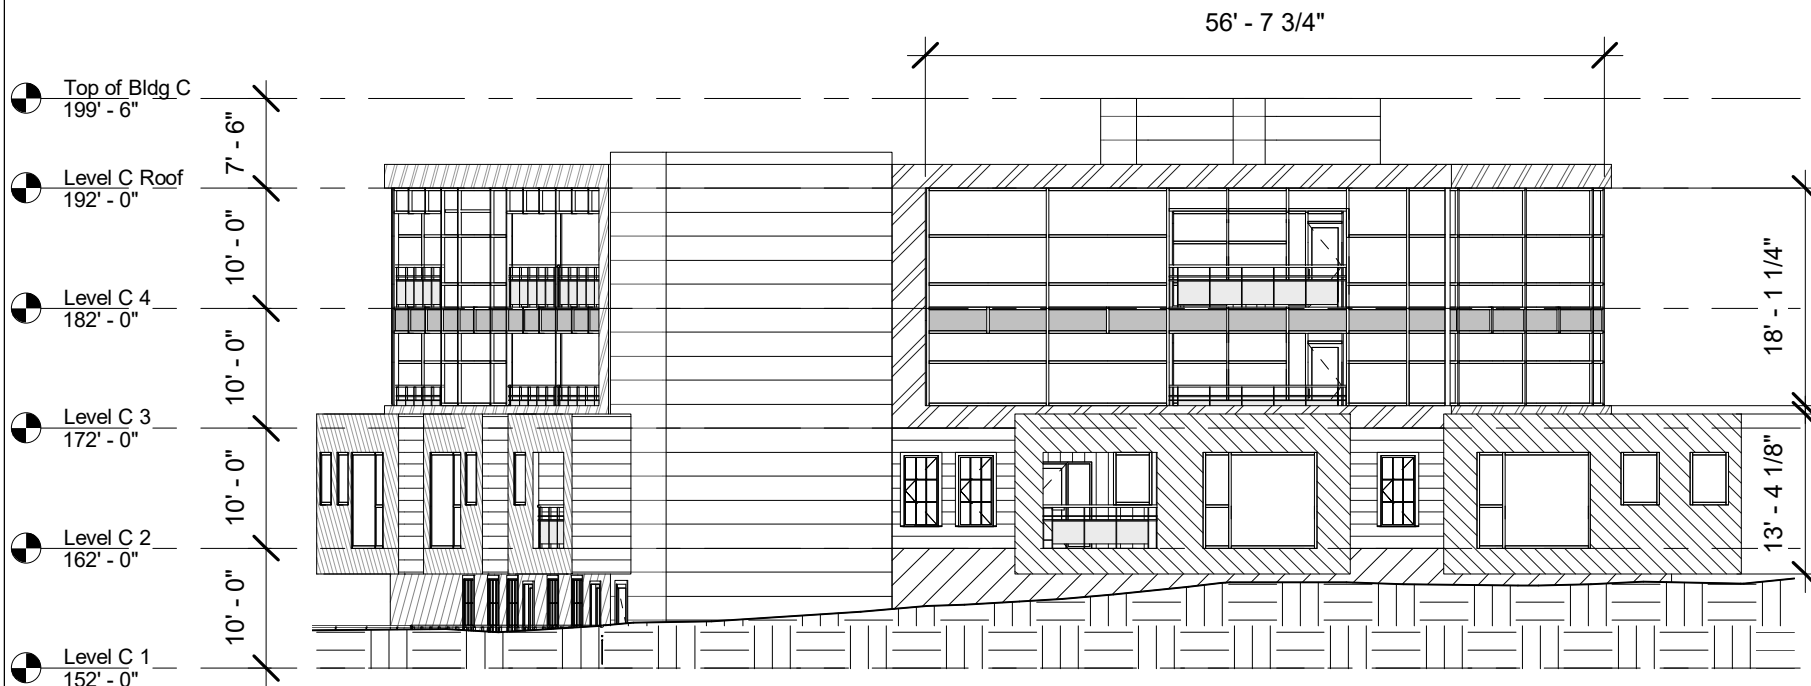 56' - 7 3/4"
Top of Bldg C
199' - 6"
7' - 6"
Level C Roof
192' - 0"
10' - 0"
18' - 1 1/4"
Level C 4
182' - 0"
10' - 0"
Level C 3
172' - 0"
10' - 0"
13' - 4 1/8"
Level C 2
162' - 0"
10' - 0"
Level C 1
152' - 0"